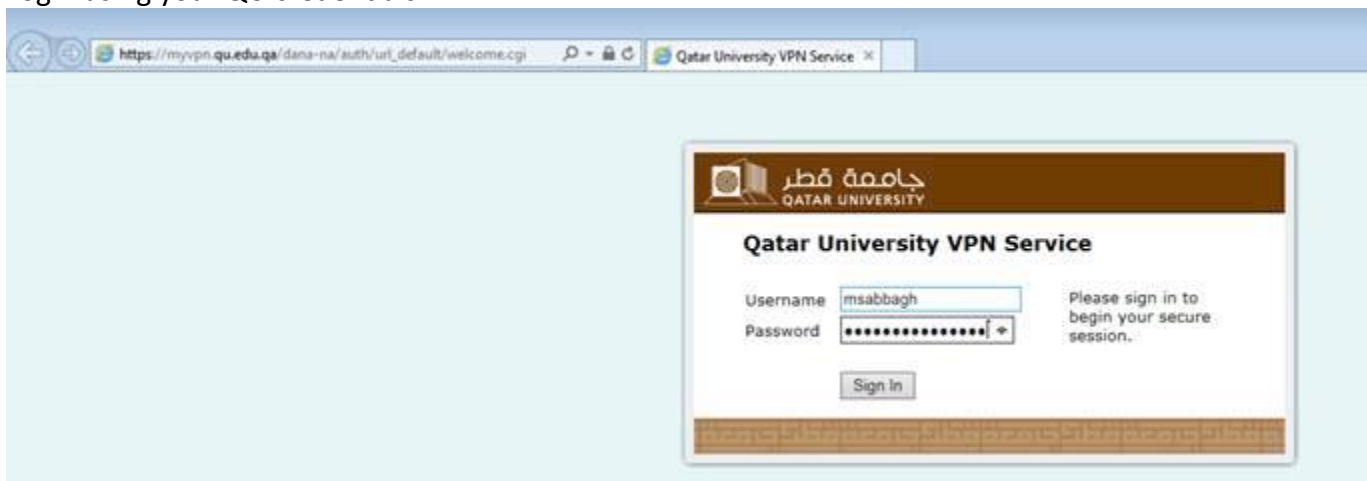 https://myvpn.qu.edu.qa/dana-na/auth/url_default/welcome.cgi
Qatar University VPN Service
جامعة قطر
QATAR UNIVERSITY
Qatar University VPN Service
Username msabbagh
Password
Please sign in to
begin your secure
session.
Sign In